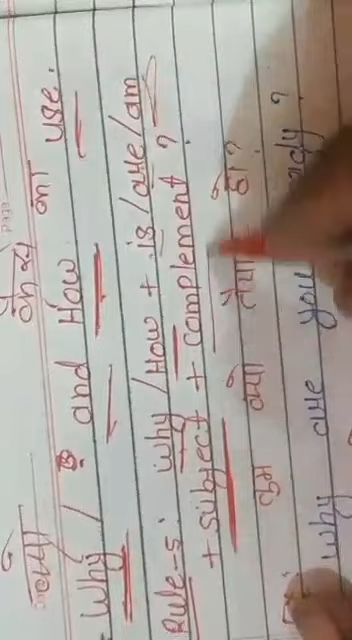 क्यों कैसे का
Why / and How use.
Rule-5: Why / How + is / are / am
+ subject + complement ?
तुम क्यों तैयार हो?
Why are you ?